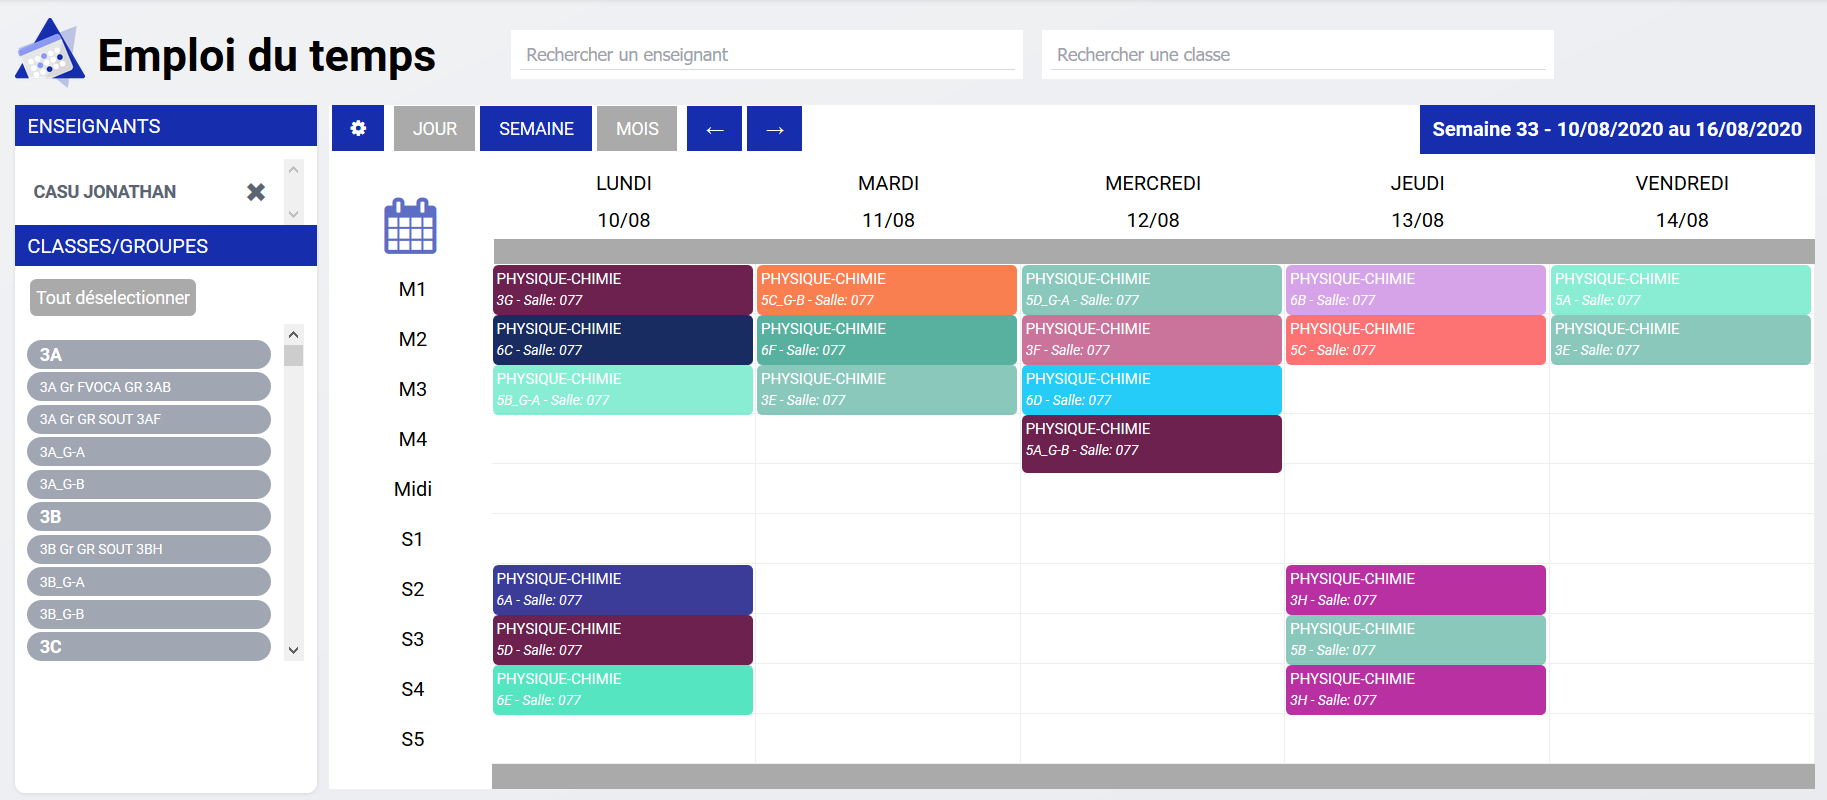 Emploi du temps
Rechercher un enseignant
Rechercher une classe
ENSEIGNANTS
CASU JONATHAN
CLASSES/GROUPES
Tout déselectionner
3A
3A Gr FVOCA GR 3AB
3A Gr GR SOUT 3AF
3A_G-A
3A_G-B
3B
3B Gr GR SOUT 3BH
3B_G-A
3B_G-B
3C
JOUR
SEMAINE
MOIS
←
→
Semaine 33 - 10/08/2020 au 16/08/2020
LUNDI
10/08
MARDI
11/08
MERCREDI
12/08
JEUDI
13/08
VENDREDI
14/08
M1
PHYSIQUE-CHIMIE
3G - Salle: 077
PHYSIQUE-CHIMIE
5C_G-B - Salle: 077
PHYSIQUE-CHIMIE
5D_G-A - Salle: 077
PHYSIQUE-CHIMIE
6B - Salle: 077
PHYSIQUE-CHIMIE
5A - Salle: 077
M2
PHYSIQUE-CHIMIE
6C - Salle: 077
PHYSIQUE-CHIMIE
6F - Salle: 077
PHYSIQUE-CHIMIE
3F - Salle: 077
PHYSIQUE-CHIMIE
5C - Salle: 077
PHYSIQUE-CHIMIE
3E - Salle: 077
M3
PHYSIQUE-CHIMIE
5B_G-A - Salle: 077
PHYSIQUE-CHIMIE
3E - Salle: 077
PHYSIQUE-CHIMIE
6D - Salle: 077
M4
PHYSIQUE-CHIMIE
5A_G-B - Salle: 077
Midi
S1
S2
PHYSIQUE-CHIMIE
6A - Salle: 077
PHYSIQUE-CHIMIE
3H - Salle: 077
S3
PHYSIQUE-CHIMIE
5D - Salle: 077
PHYSIQUE-CHIMIE
5B - Salle: 077
S4
PHYSIQUE-CHIMIE
6E - Salle: 077
PHYSIQUE-CHIMIE
3H - Salle: 077
S5